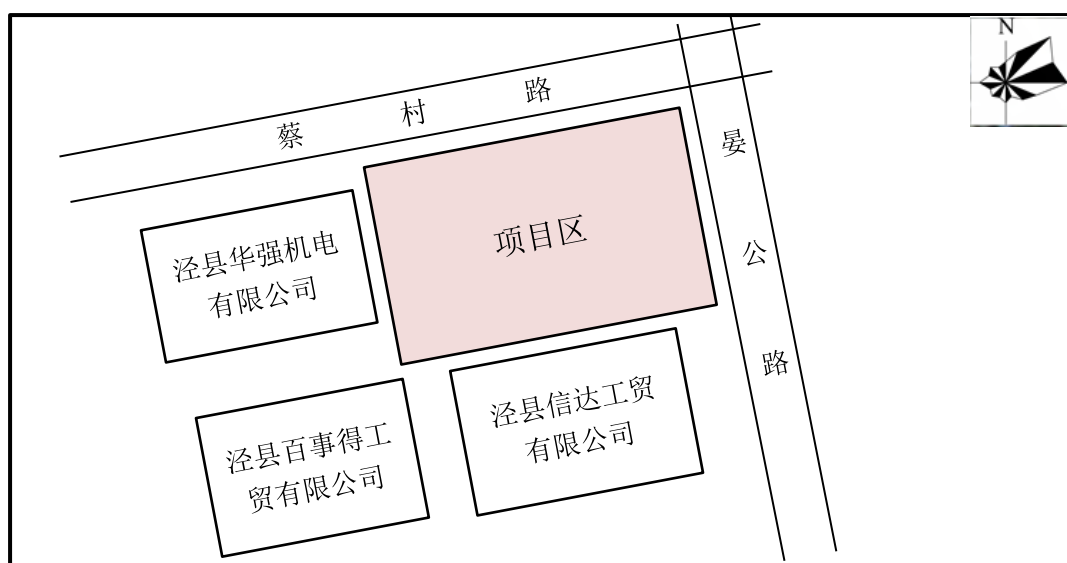 N
蔡村路
晏公路
项目区
泾县华强机电
有限公司
泾县信达工贸
有限公司
泾县百事得工
贸有限公司